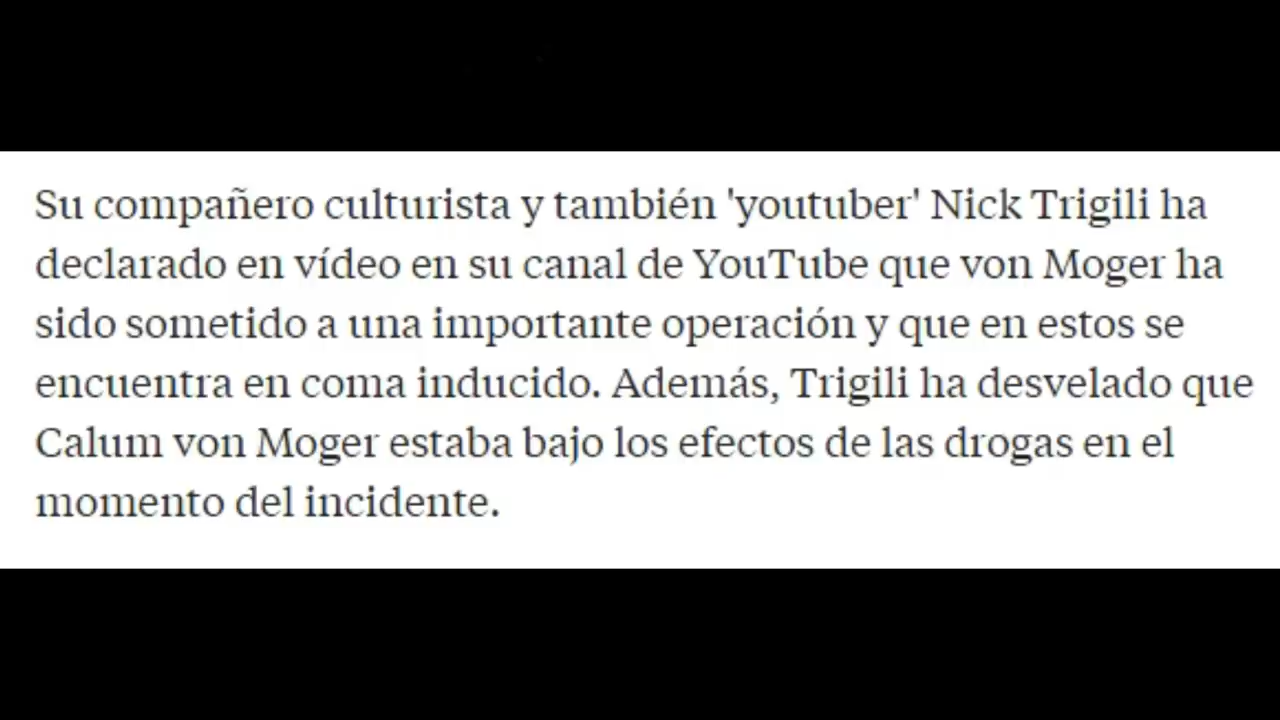 Su compañero culturista y también 'youtuber' Nick Trigili ha
declarado en vídeo en su canal de YouTube que von Moger ha
sido sometido a una importante operación y que en estos se
encuentra en coma inducido. Además, Trigili ha desvelado que
Calum von Moger estaba bajo los efectos de las drogas en el
momento del incidente.